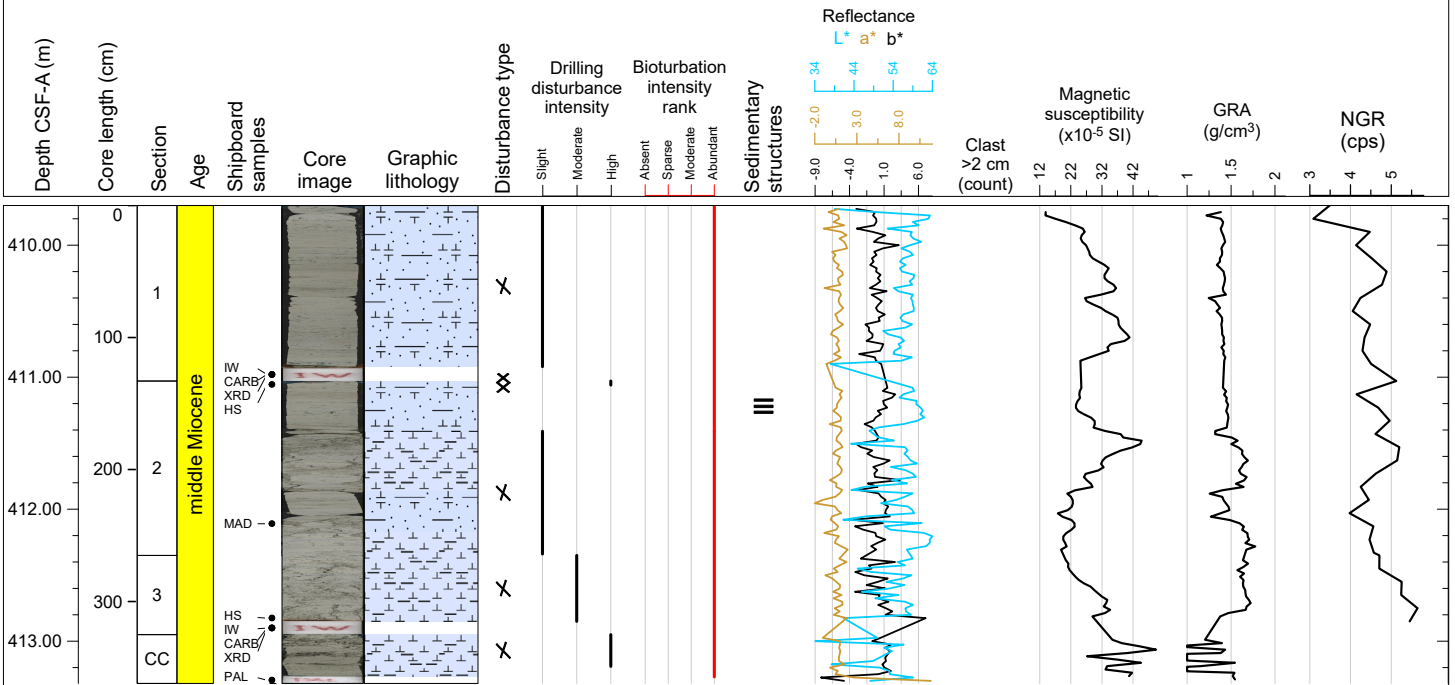 Depth CSF-A (m)
Core length (cm)
Section
Age
Shipboard
samples
Core
image
Graphic
lithology
Disturbance type
Drilling
disturbance
intensity
Slight
Moderate
High
Bioturbation
intensity
rank
Absent
Sparse
Moderate
Abundant
Sedimentary
structures
Reflectance
L* a* b*
34 44 54 64
-2.0 3.0 8.0
-9.0 -4.0 1.0 6.0
Clast
>2 cm
(count)
Magnetic
susceptibility
(x10-5 SI)
12 22 32 42
GRA
(g/cm3)
1 1.5 2
NGR
(cps)
3 4 5
0
410.00
1
100
IW
411.00
CARB
XRD
HS
middle Miocene
200
2
412.00
MAD
300
3
HS
IW
413.00
CARB
XRD
CC
PAL
IW
IW